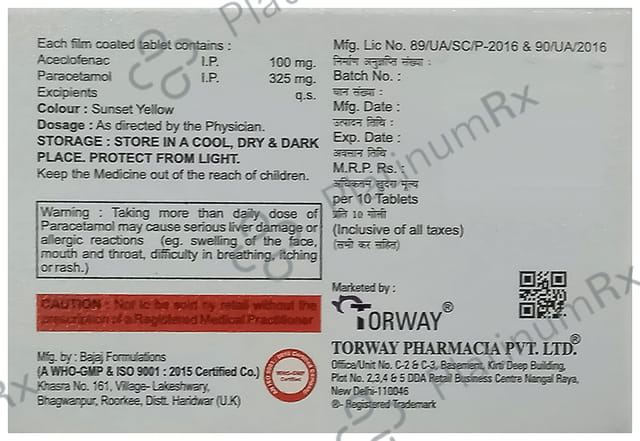 Each film coated tablet contains :
Aceclofenac I.P. 100 mg.
Paracetamol I.P. 325 mg.
Excipients q.s.
Colour : Sunset Yellow
Dosage : As directed by the Physician.
STORAGE : STORE IN A COOL, DRY & DARK
PLACE. PROTECT FROM LIGHT.
Keep the Medicine out of the reach of children.
Warning : Taking more than daily dose of
Paracetamol may cause serious liver damage or
allergic reactions (eg. swelling of the face,
mouth and throat, difficulty in breathing, itching
or rash.)
CAUTION : Not to be sold by retail without the
prescription of a Registered Medical Practitioner
Mfg. by : Bajaj Formulations
(A WHO-GMP & ISO 9001 : 2015 Certified Co.)
Khasra No. 161, Village- Lakeshwary,
Bhagwanpur, Roorkee, Distt. Haridwar (U.K)
WHO-GMP
Certified
Mfg. Lic No. 89/UA/SC/P-2016 & 90/UA/2016
निर्माण अनुज्ञप्ति संख्या :
Batch No. :
घान संख्या :
Mfg. Date :
उत्पादन तिथि :
Exp. Date :
अवसान तिथि :
M.R.P. Rs. :
अधिकतम खुदरा मूल्य
per 10 Tablets
प्रति 10 गोली
(Inclusive of all taxes)
(सभी कर सहित)
Marketed by :
TORWAY®
TORWAY PHARMACIA PVT. LTD.®
Office/Unit No. C-2 & C-3, Basement, Kirti Deep Building,
Plot No. 2,3,4 & 5 DDA Retail Business Centre Nangal Raya,
New Delhi-110046
®- Registered Trademark
PlatinumRx